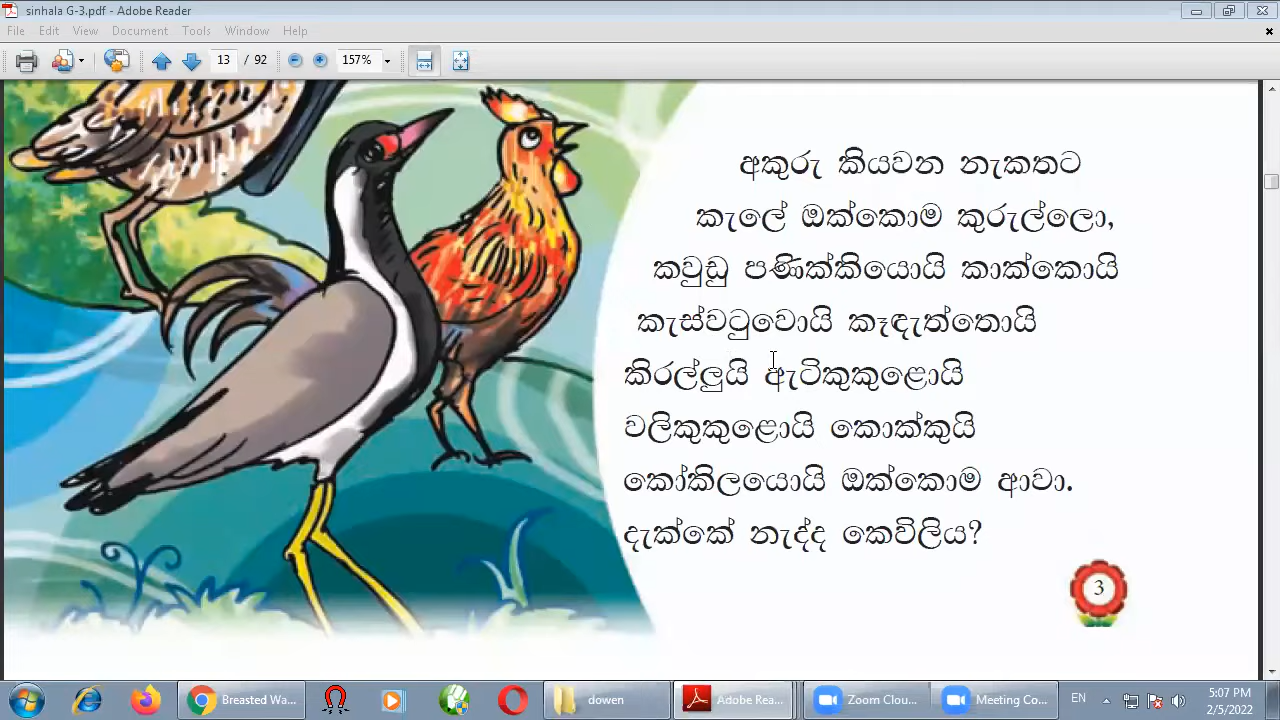 sinhala G-3.pdf - Adobe Reader
File Edit View Document Tools Window Help
13 / 92 157%
අකුරු කියවන නැකතට
කැලේ ඔක්කොම කුරුල්ලො,
කවුඩු පණික්කියොයි කාක්කොයි
කැස්වටුවොයි කෑඳැත්තොයි
කිරල්ලුයි ඇටිකුකුළොයි
වලිකුකුළොයි කොක්කුයි
කෝකිලයොයි ඔක්කොම ආවා.
දැක්කේ නැද්ද කෙවිලිය?
3
Breasted Wa... dowen Adobe Rea... Zoom Clou... Meeting Co... EN 5:07 PM
2/5/2022